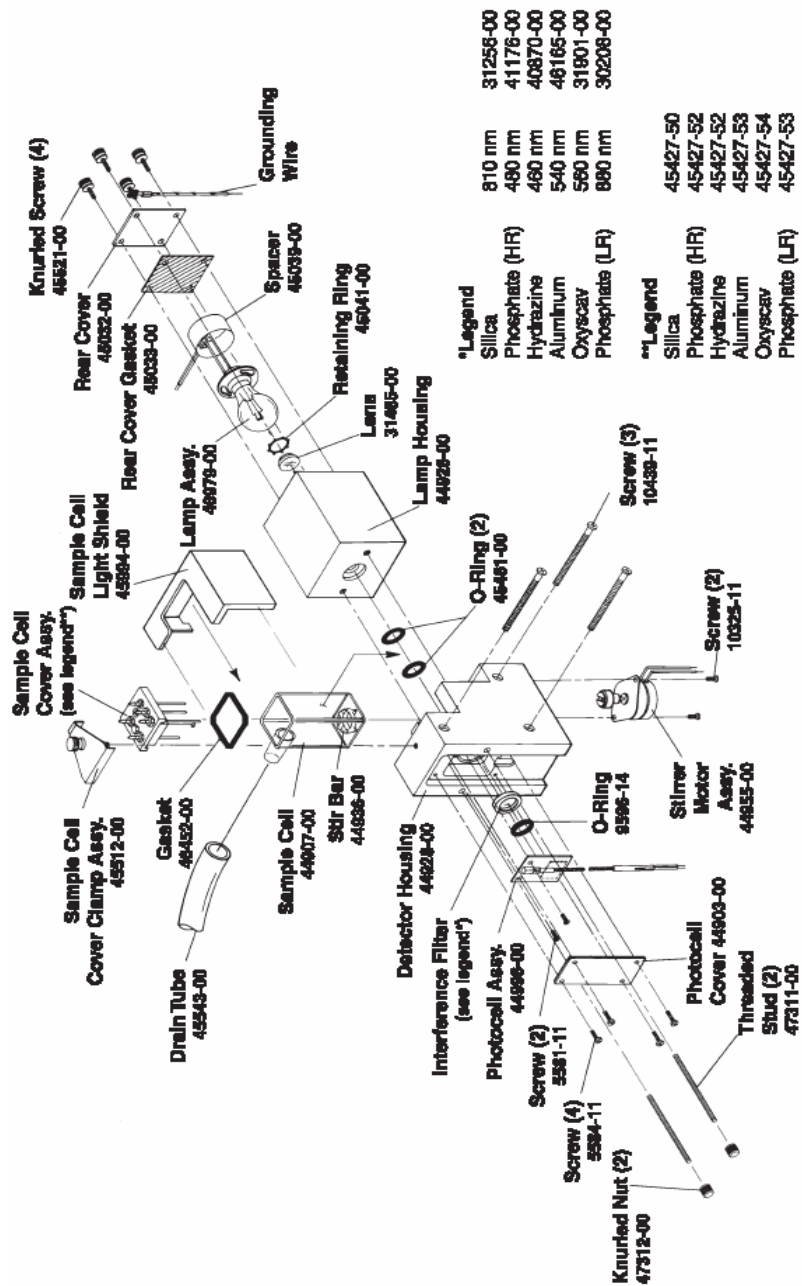 Knurled Screw (4)
45521-00
Rear Cover
45032-00
Rear Cover Gasket
45033-00
Grounding
Wire
Spacer
45039-00
Retaining Ring
46041-00
Lens
31465-00
Lamp Assy.
46979-00
Lamp Housing
44926-00
Sample Cell
Light Shield
45394-00
Sample Cell
Cover Assy.
(see legend**)
Sample Cell
Cover Clamp Assy.
45512-00
Gasket
46452-00
Drain Tube
45543-00
Sample Cell
44907-00
Stir Bar
44936-00
O-Ring (2)
45451-00
Screw (3)
10439-11
Screw (2)
10325-11
Detector Housing
44928-00
Interference Filter
(see legend*)
Photocell Assy.
44996-00
O-Ring
9596-14
Stirrer
Motor
Assy.
44955-00
Screw (2)
5581-11
Screw (4)
5584-11
Photocell
Cover 44903-00
Threaded
Stud (2)
47311-00
Knurled Nut (2)
47312-00
*Legend
Silica 810 nm 31256-00
Phosphate (HR) 480 nm 41176-00
Hydrazine 460 nm 40870-00
Aluminum 540 nm 46165-00
Oxyscav 560 nm 31901-00
Phosphate (LR) 880 nm 30208-00
**Legend
Silica 45427-50
Phosphate (HR) 45427-52
Hydrazine 45427-52
Aluminum 45427-53
Oxyscav 45427-54
Phosphate (LR) 45427-53